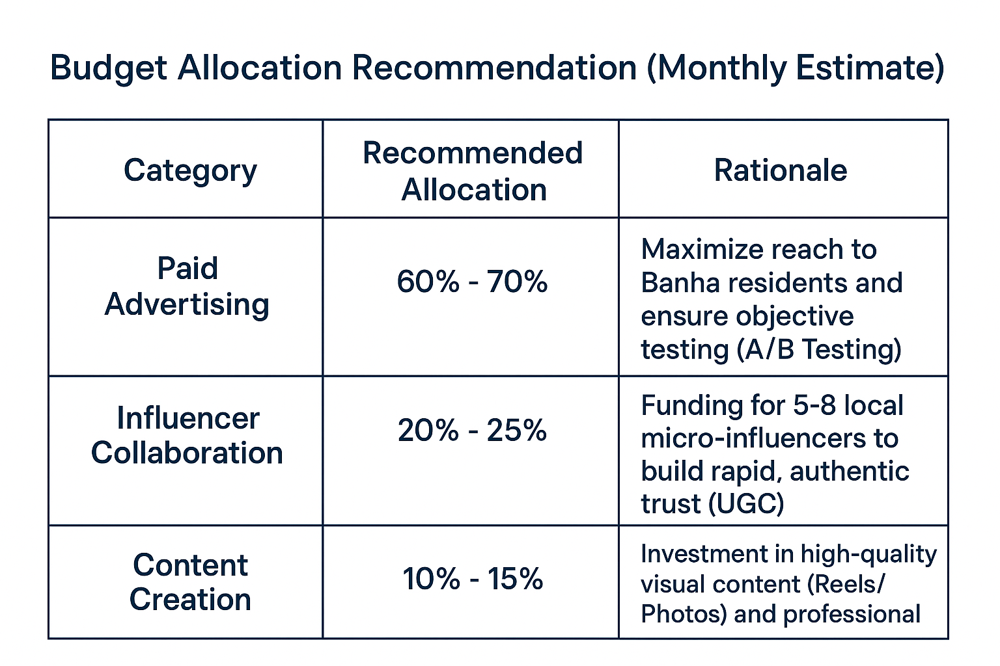 Budget Allocation Recommendation (Monthly Estimate)
Category
Recommended
Allocation
Rationale
Paid
Advertising
60% - 70%
Maximize reach to
Banha residents and
ensure objective
testing (A/B Testing)
Influencer
Collaboration
20% - 25%
Funding for 5-8 local
micro-influencers to
build rapid, authentic
trust (UGC)
Content
Creation
10% - 15%
Investment in high-quality
visual content (Reels/
Photos) and professional